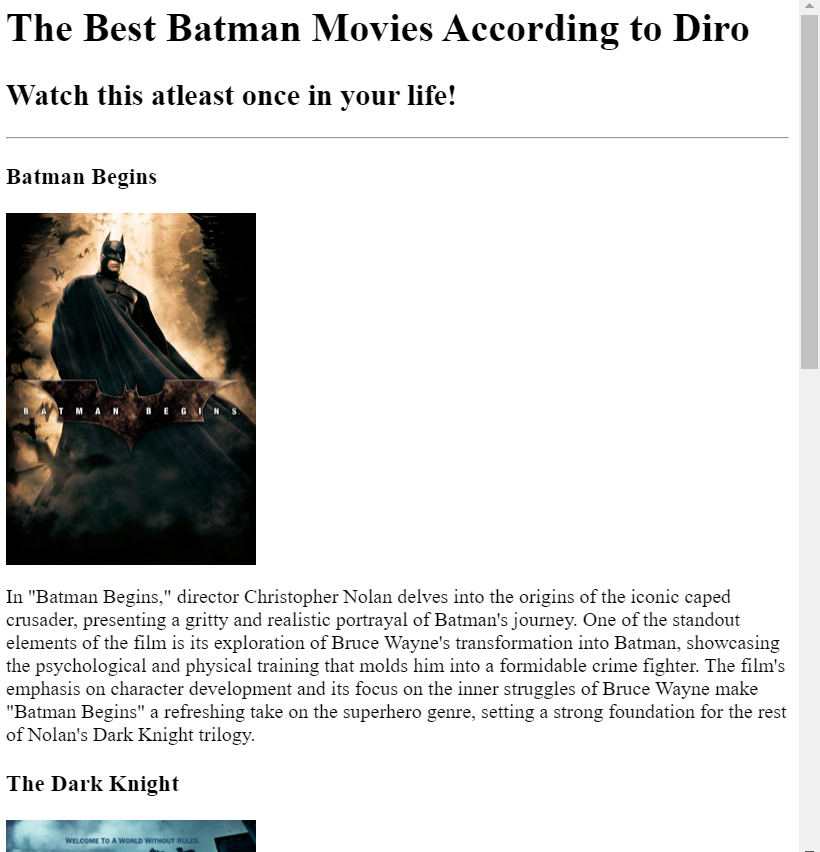 The Best Batman Movies According to Diro
Watch this atleast once in your life!
Batman Begins
BATMAN BEGINS
In "Batman Begins," director Christopher Nolan delves into the origins of the iconic caped
crusader, presenting a gritty and realistic portrayal of Batman's journey. One of the standout
elements of the film is its exploration of Bruce Wayne's transformation into Batman, showcasing
the psychological and physical training that molds him into a formidable crime fighter. The film's
emphasis on character development and its focus on the inner struggles of Bruce Wayne make
"Batman Begins" a refreshing take on the superhero genre, setting a strong foundation for the rest
of Nolan's Dark Knight trilogy.
The Dark Knight
WELCOME TO A WORLD WITHOUT RULES.